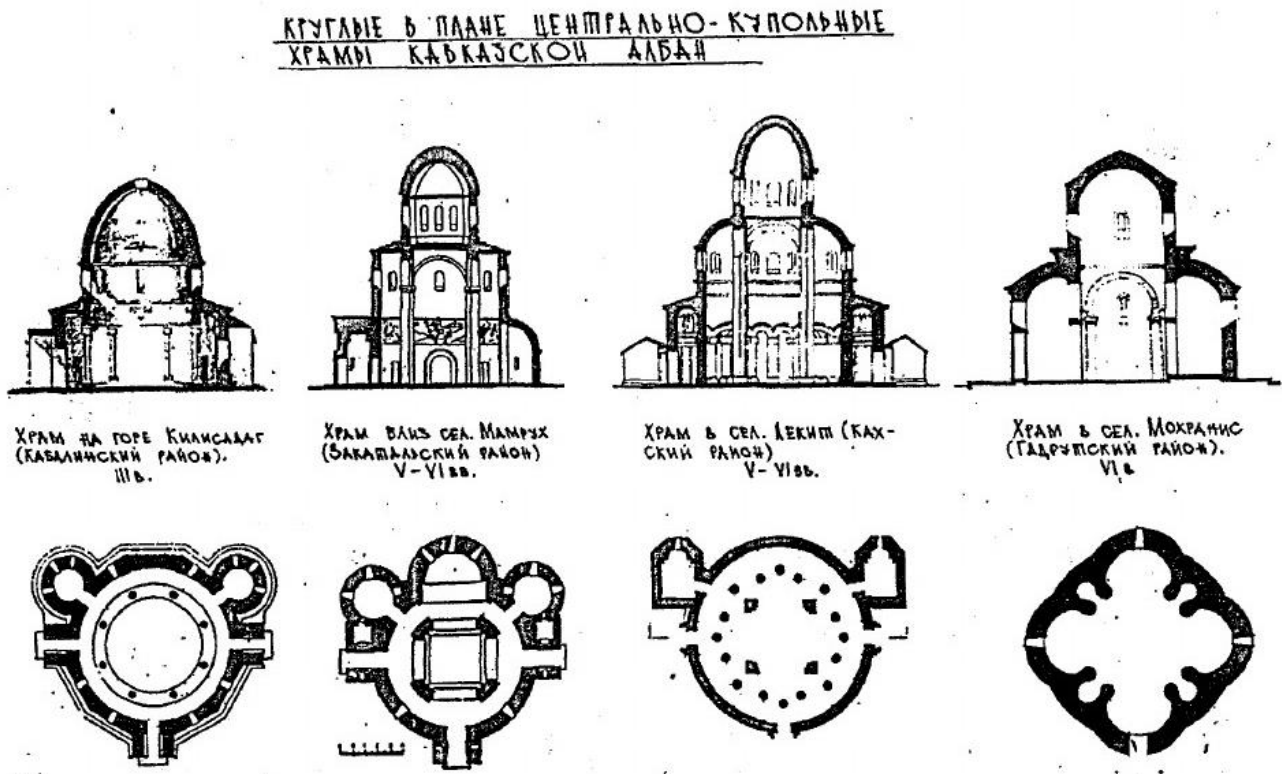 КРУГЛЫЕ В ПЛАНЕ ЦЕНТРАЛЬНО-КУПОЛЬНЫЕ
ХРАМЫ КАВКАЗСКОЙ АЛБАН
ХРАМ НА ГОРЕ КИЛИСАДАГ
(КАБАЛИНСКИЙ РАЙОН).
III В.
ХРАМ ВЛИЗ СЕЛ. МАМРУХ
(ЗАКАТАЛЬСКИЙ РАЙОН)
V-VI ВВ.
ХРАМ В СЕЛ. ЛЕКИТ (КАХ-
СКИЙ РАЙОН)
V-VI ВВ.
ХРАМ В СЕЛ. МОХРАНИС
(ГАДРУТСКИЙ РАЙОН).
VI В